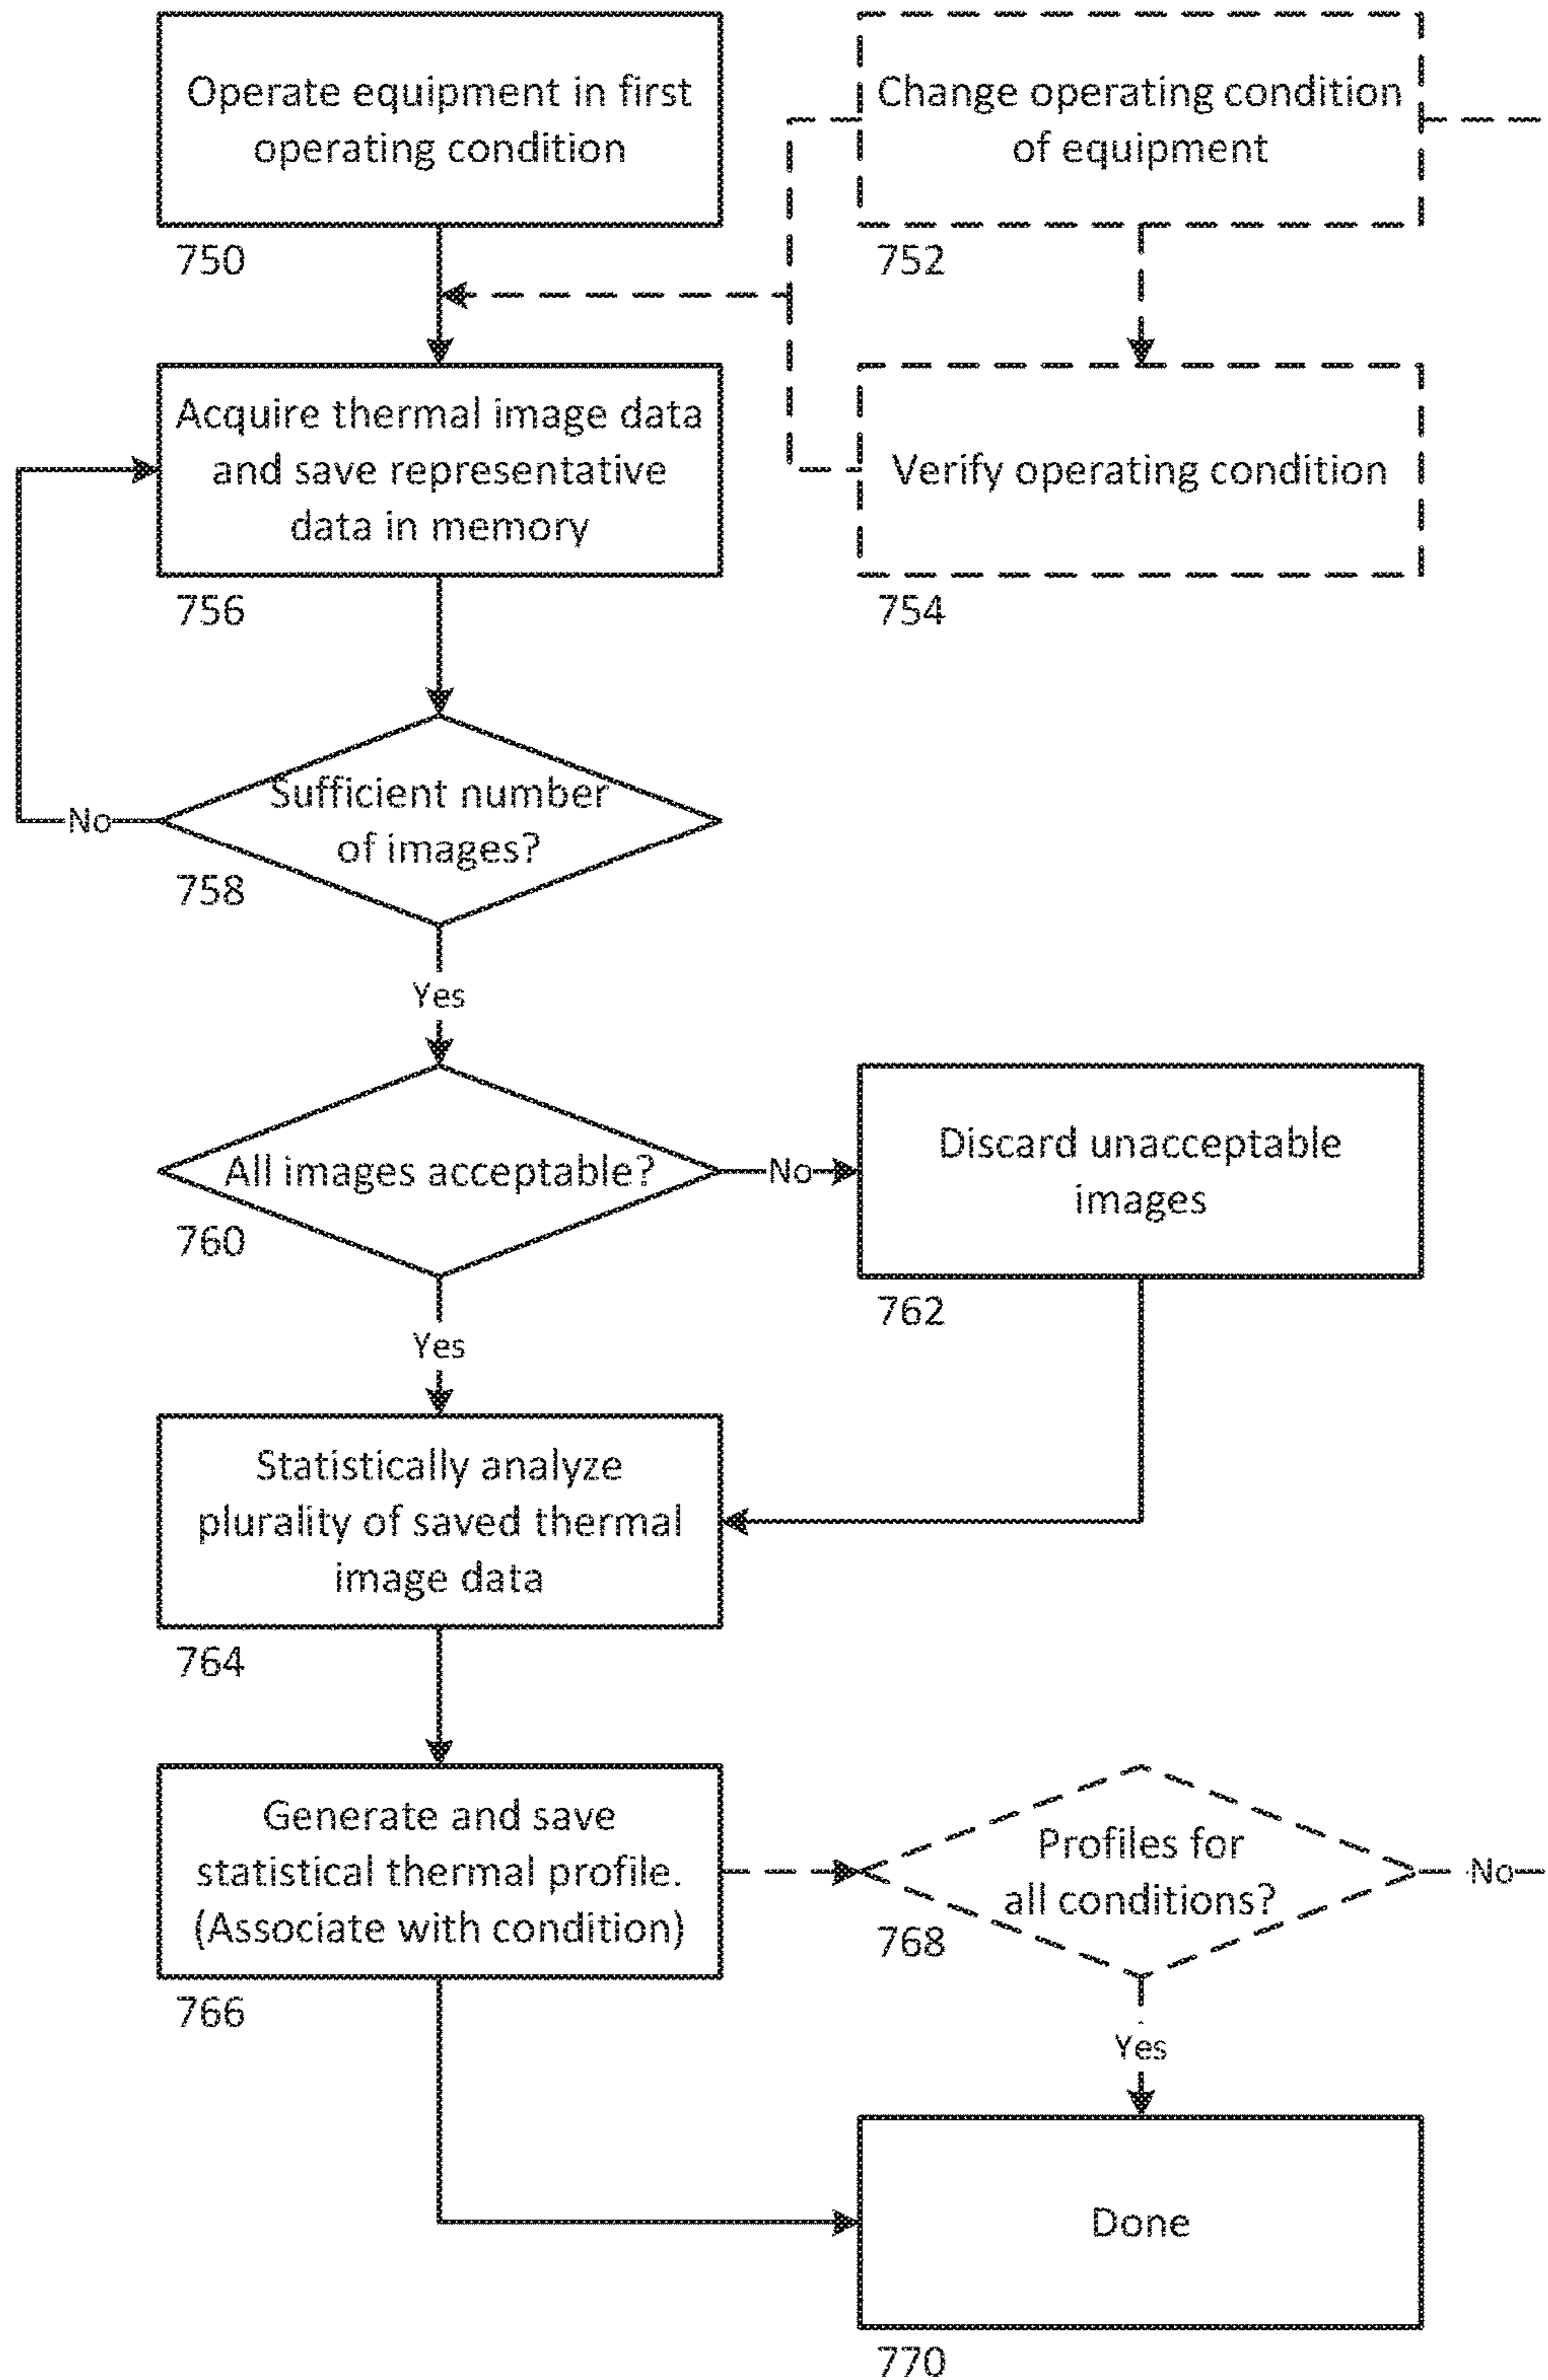 Operate equipment in first
operating condition
750
Change operating condition
of equipment
752
Acquire thermal image data
and save representative
data in memory
756
Verify operating condition
754
Sufficient number
of images?
758
No
Yes
All images acceptable?
760
No
Discard unacceptable
images
762
Yes
Statistically analyze
plurality of saved thermal
image data
764
Generate and save
statistical thermal profile.
(Associate with condition)
766
Profiles for
all conditions?
768
No
Yes
Done
770